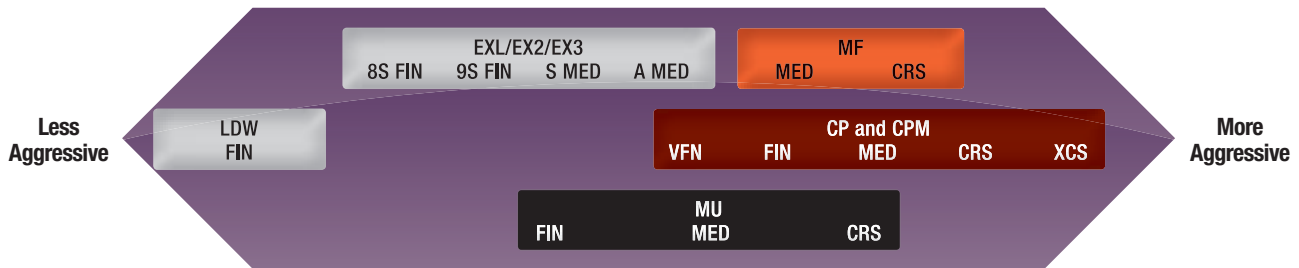 EXL/EX2/EX3
8S FIN 9S FIN S MED A MED
MF
MED CRS
Less
Aggressive
LDW
FIN
CP and CPM
VFN FIN MED CRS XCS
More
Aggressive
MU
FIN MED CRS